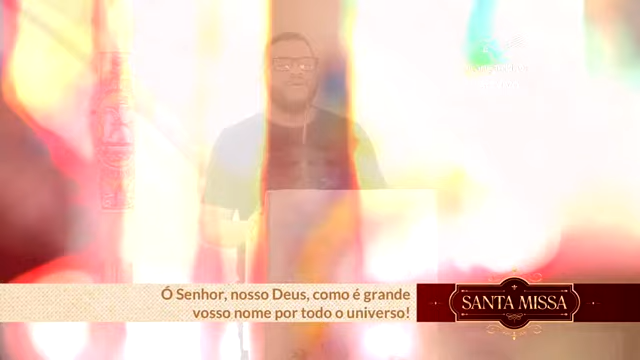 Ó Senhor, nosso Deus, como é grande
vosso nome por todo o universo!
SANTA MISSA